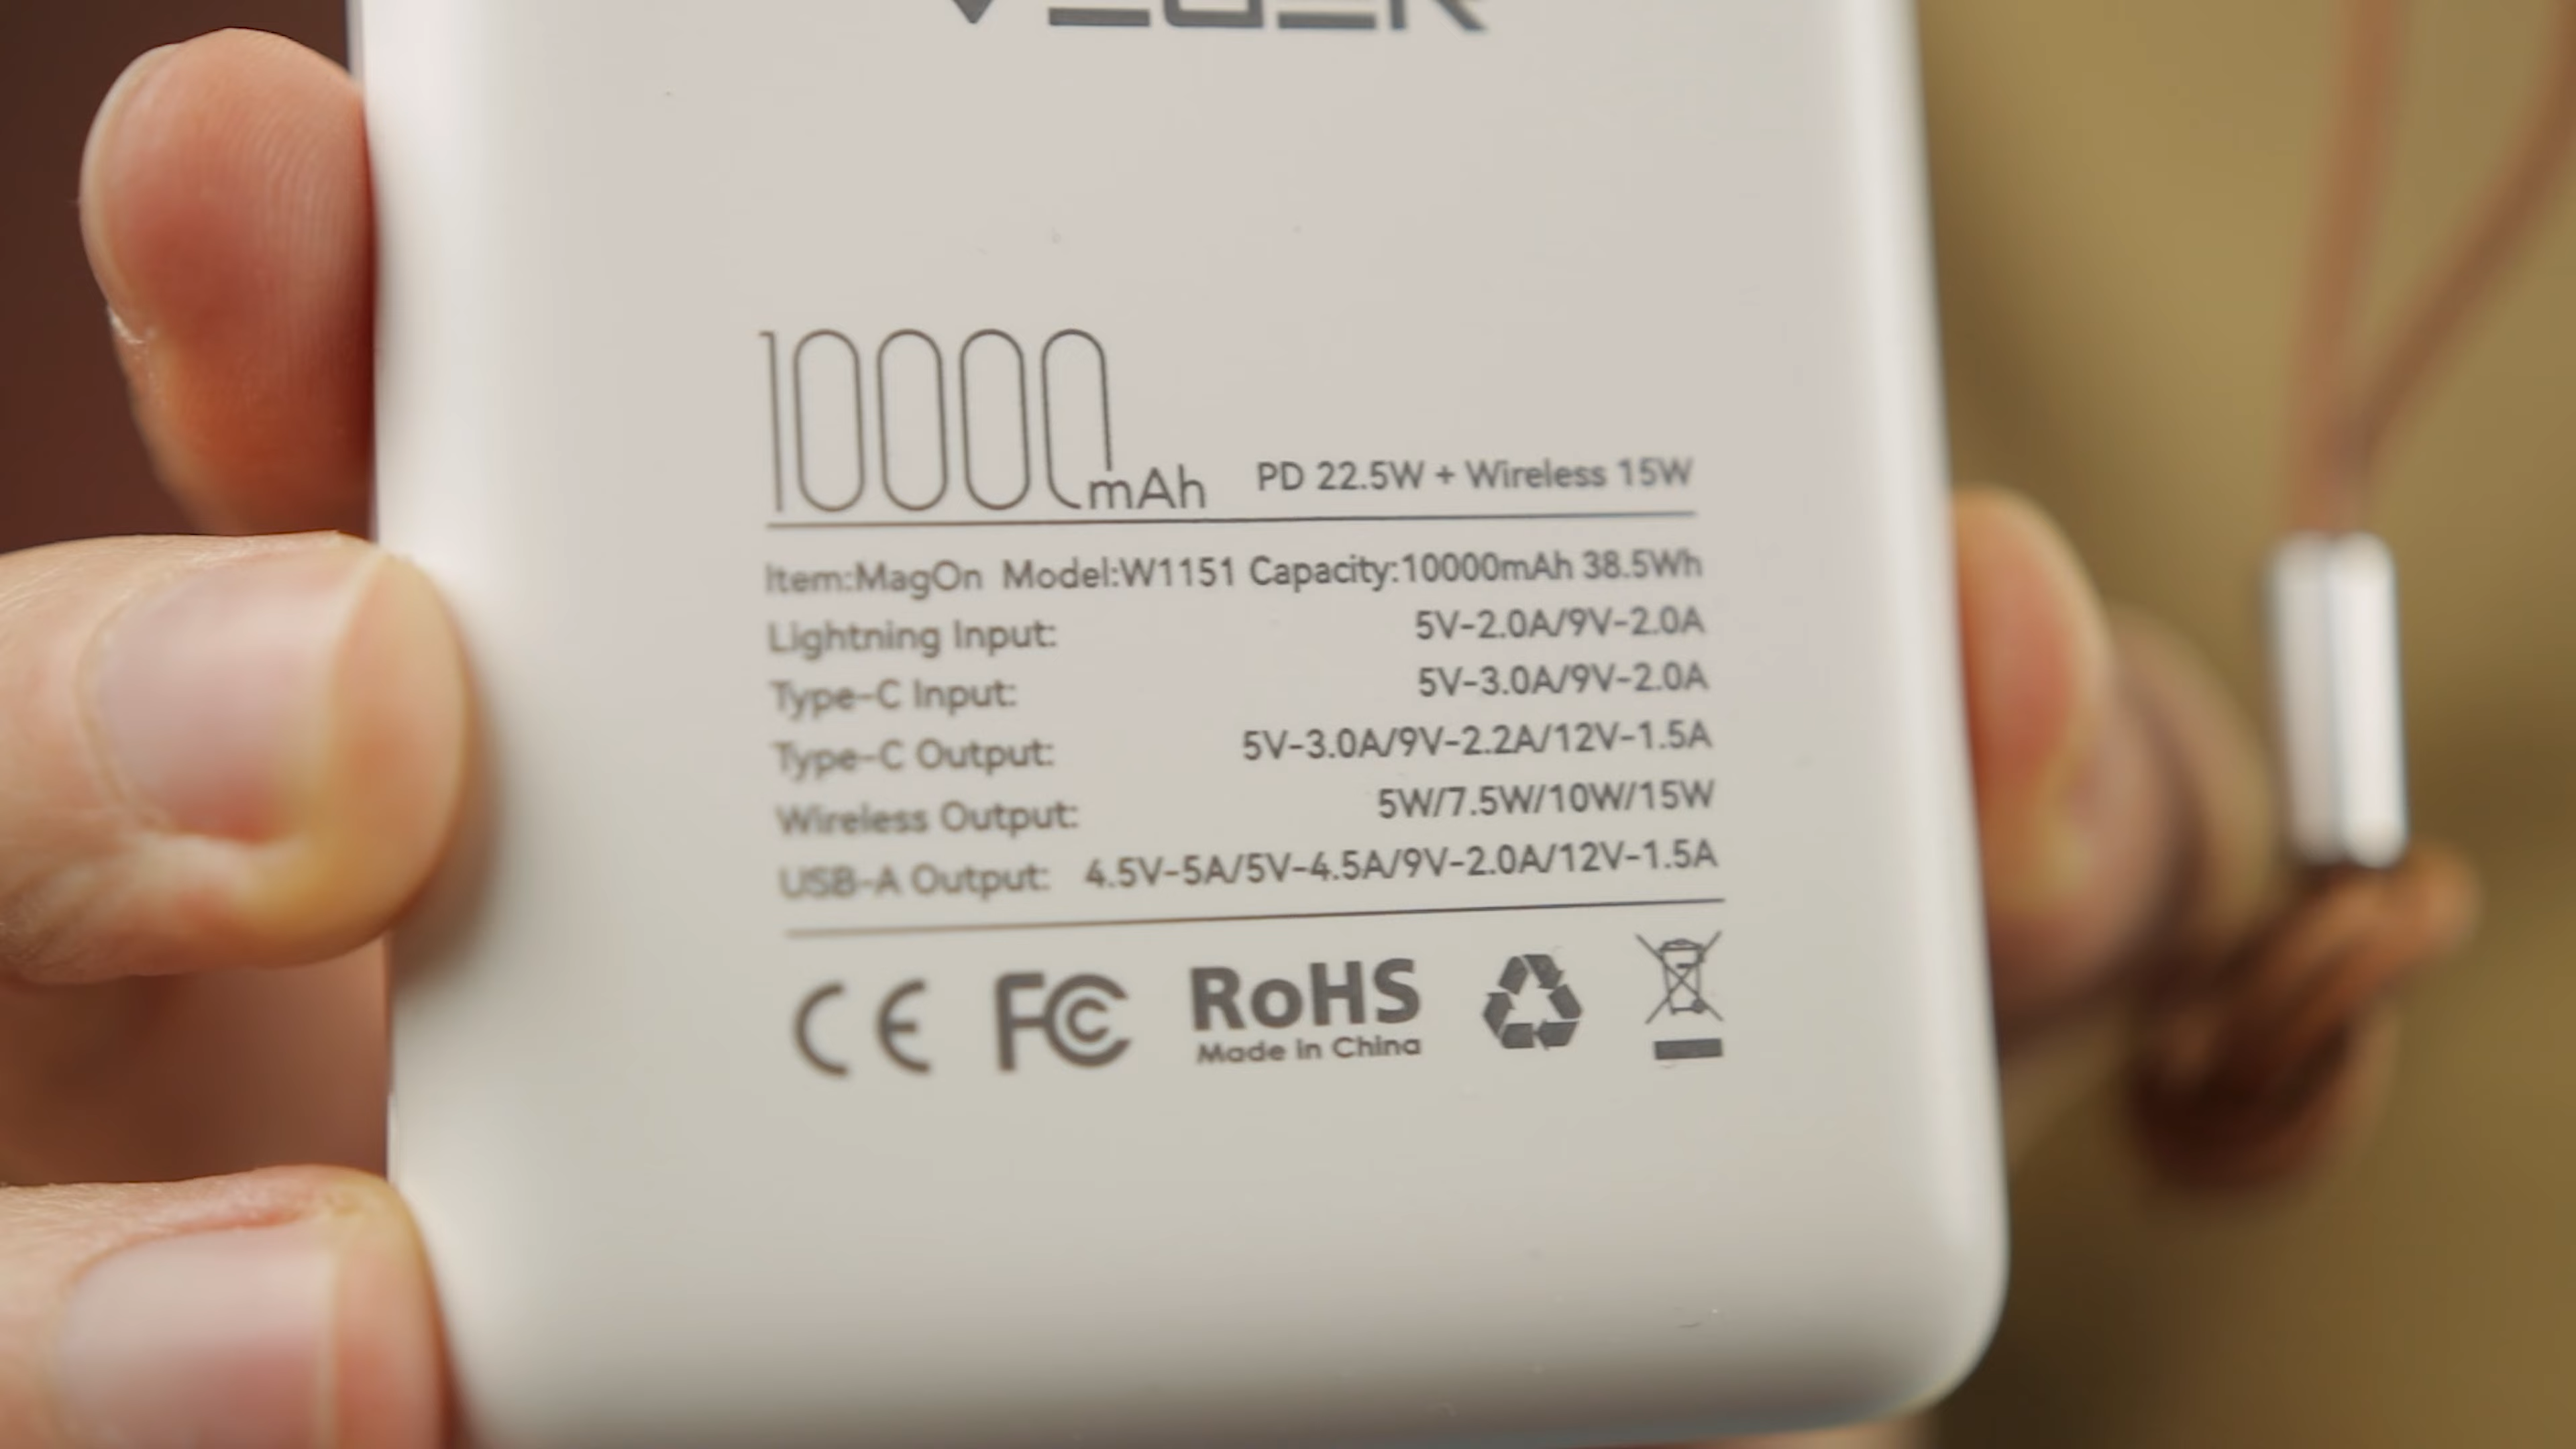 VEGER
10000mAh PD 22.5W + Wireless 15W
Item:MagOn Model:W1151 Capacity:10000mAh 38.5Wh
Lightning Input: 5V-2.0A/9V-2.0A
Type-C Input: 5V-3.0A/9V-2.0A
Type-C Output: 5V-3.0A/9V-2.2A/12V-1.5A
Wireless Output: 5W/7.5W/10W/15W
USB-A Output: 4.5V-5A/5V-4.5A/9V-2.0A/12V-1.5A
CE FC RoHS
Made in China